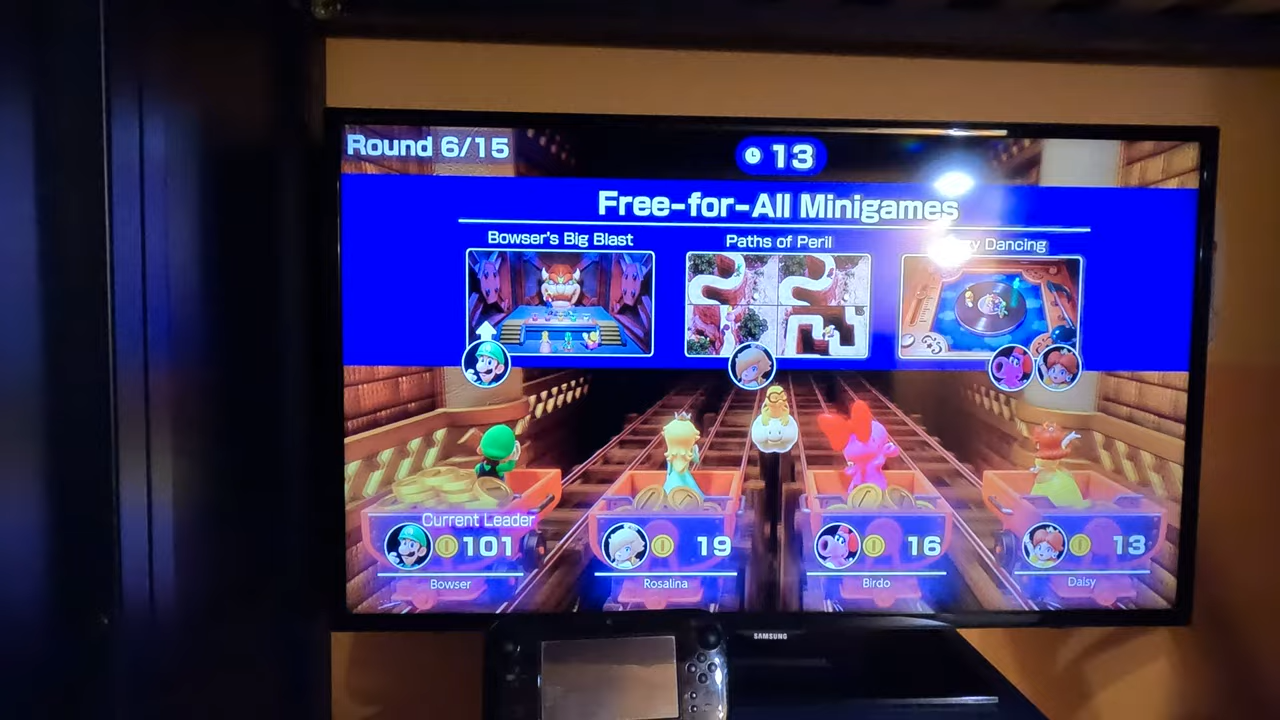 Round 6/15
13
Free-for-All Minigames
Bowser's Big Blast
Paths of Peril
Dancing
Current Leader
101
19
16
13
Bowser
Rosalina
Birdo
Daisy
SAMSUNG